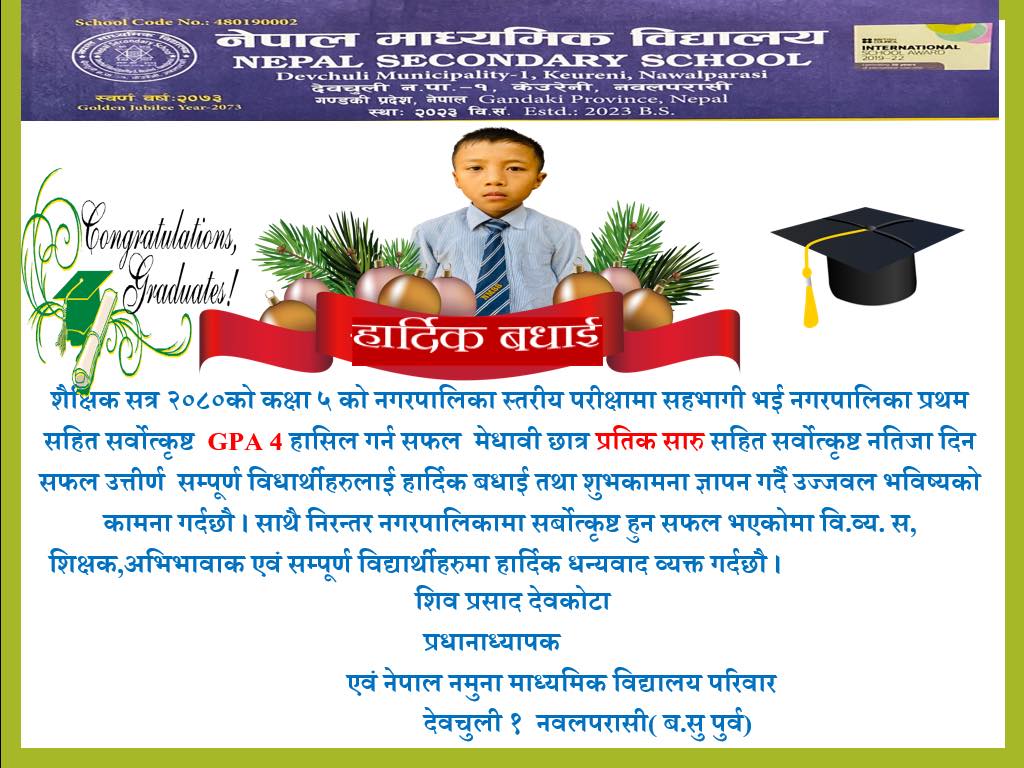 School Code No.: 480190002
नेपाल माध्यमिक विद्यालय
NEPAL SECONDARY SCHOOL
Devchuli Municipality-1, Keureni, Nawalparasi
देवचुली न.पा.-१, केउरेनी, नवलपरासी
गण्डकी प्रदेश, नेपाल Gandaki Province, Nepal
स्थाः २०२३ वि.सं. Estd.: 2023 B.S.
स्वर्ण वर्षः२०७३
Golden Jubilee Year-2073
INTERNATIONAL
SCHOOL AWARD
2019-22
Congratulations,
Graduates!
हार्दिक बधाई
शैक्षिक सत्र २०८०को कक्षा ५ को नगरपालिका स्तरीय परीक्षामा सहभागी भई नगरपालिका प्रथम
सहित सर्वोत्कृष्ट GPA 4 हासिल गर्न सफल मेधावी छात्र प्रतिक सारु सहित सर्वोत्कृष्ट नतिजा दिन
सफल उत्तीर्ण सम्पूर्ण विधार्थीहरुलाई हार्दिक बधाई तथा शुभकामना ज्ञापन गर्दै उज्जवल भविष्यको
कामना गर्दछौ । साथै निरन्तर नगरपालिकामा सर्बोत्कृष्ट हुन सफल भएकोमा वि.व्य. स,
शिक्षक,अभिभावाक एवं सम्पूर्ण विद्यार्थीहरुमा हार्दिक धन्यवाद व्यक्त गर्दछौ ।
शिव प्रसाद देवकोटा
प्रधानाध्यापक
एवं नेपाल नमुना माध्यमिक विद्यालय परिवार
देवचुली १ नवलपरासी( ब.सु पुर्व)